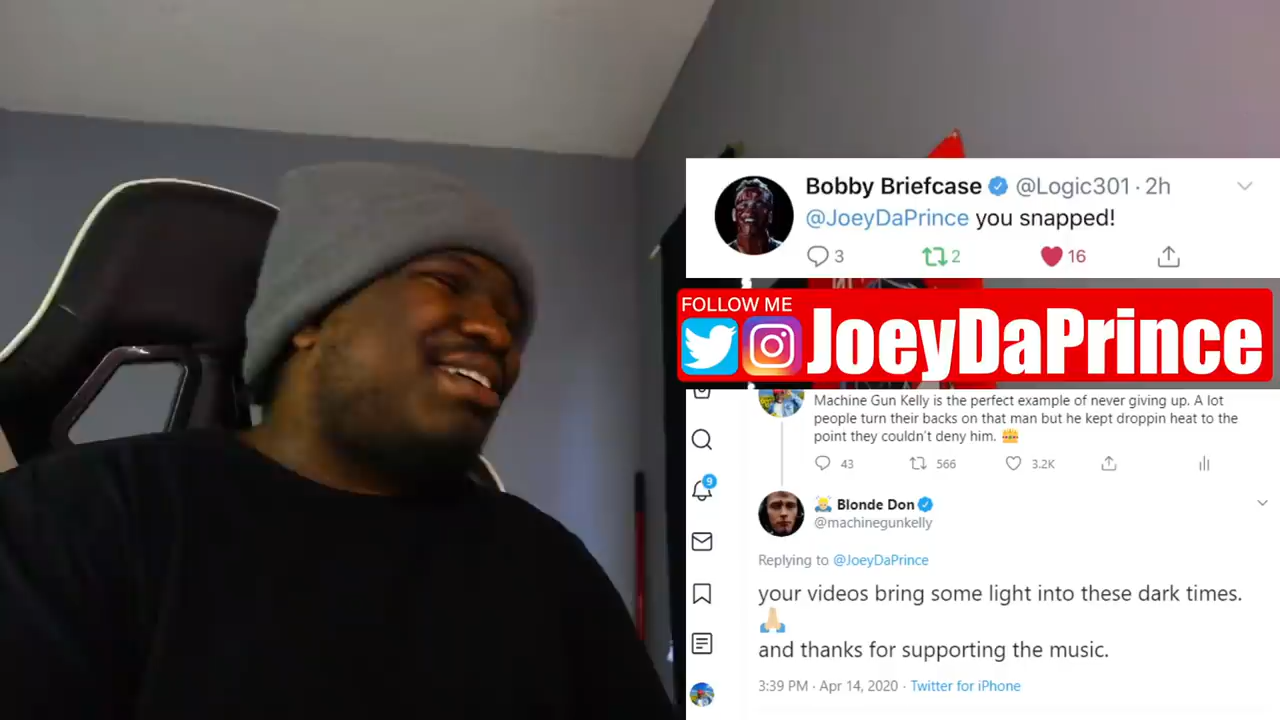 Bobby Briefcase @Logic301 · 2h
@JoeyDaPrince you snapped!
3 2 16
FOLLOW ME
JoeyDaPrince
Machine Gun Kelly is the perfect example of never giving up. A lot
people turn their backs on that man but he kept droppin heat to the
point they couldn't deny him.
43 566 3.2K
9
Blonde Don
@machinegunkelly
Replying to @JoeyDaPrince
your videos bring some light into these dark times.
and thanks for supporting the music.
3:39 PM · Apr 14, 2020 · Twitter for iPhone